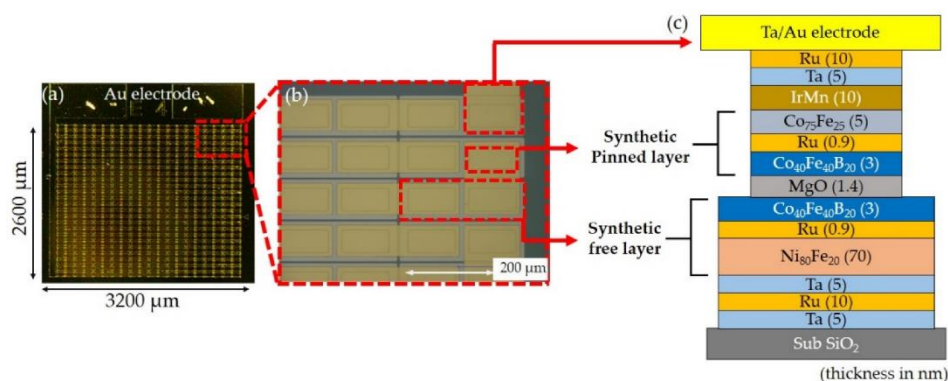 (a)
Au electrode
2600 μm
3200 μm
(b)
200 μm
Synthetic
Pinned layer
Synthetic
free layer
(c)
Ta/Au electrode
Ru (10)
Ta (5)
IrMn (10)
Co₇₅Fe₂₅ (5)
Ru (0.9)
Co₄₀Fe₄₀B₂₀ (3)
MgO (1.4)
Co₄₀Fe₄₀B₂₀ (3)
Ru (0.9)
Ni₈₀Fe₂₀ (70)
Ta (5)
Ru (10)
Ta (5)
Sub SiO₂
(thickness in nm)